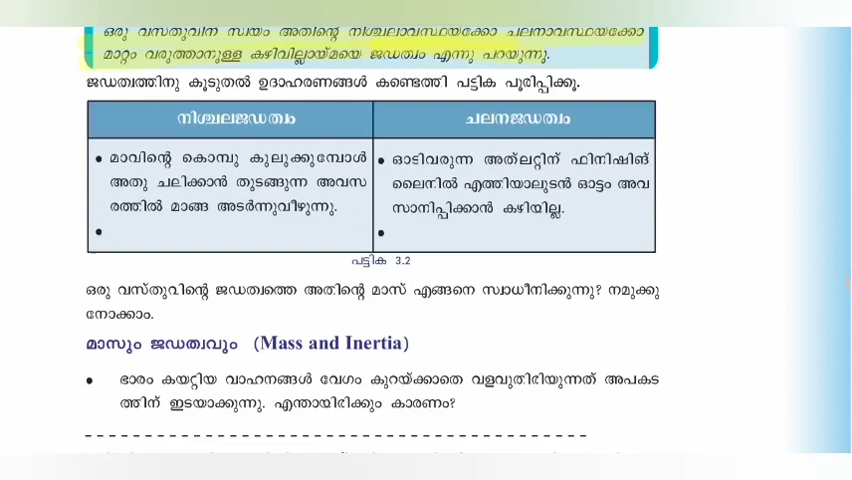 ഒരു വസ്തുവിന് സ്വയം അതിന്റെ നിശ്ചലാവസ്ഥയ്ക്കോ ചലനാവസ്ഥയ്ക്കോ
മാറ്റം വരുത്താനുള്ള കഴിവില്ലായ്മയെ ജഡത്വം എന്നു പറയുന്നു.
ജഡത്വത്തിനു കൂടുതൽ ഉദാഹരണങ്ങൾ കണ്ടെത്തി പട്ടിക പൂരിപ്പിക്കൂ.
നിശ്ചലജഡത്വം
• മാവിന്റെ കൊമ്പു കുലുക്കുമ്പോൾ
അതു ചലിക്കാൻ തുടങ്ങുന്ന അവസ
രത്തിൽ മാങ്ങ അടർന്നുവീഴുന്നു.
•
ചലനജഡത്വം
• ഓടിവരുന്ന അത്‌ലറ്റിന് ഫിനിഷിങ്
ലൈനിൽ എത്തിയാലുടൻ ഓട്ടം അവ
സാനിപ്പിക്കാൻ കഴിയില്ല.
•
പട്ടിക 3.2
ഒരു വസ്തുവിന്റെ ജഡത്വത്തെ അതിന്റെ മാസ് എങ്ങനെ സ്വാധീനിക്കുന്നു? നമുക്കു
നോക്കാം.
മാസും ജഡത്വവും (Mass and Inertia)
• ഭാരം കയറ്റിയ വാഹനങ്ങൾ വേഗം കുറയ്ക്കാതെ വളവുതിരിയുന്നത് അപകട
ത്തിന് ഇടയാക്കുന്നു. എന്തായിരിക്കും കാരണം?